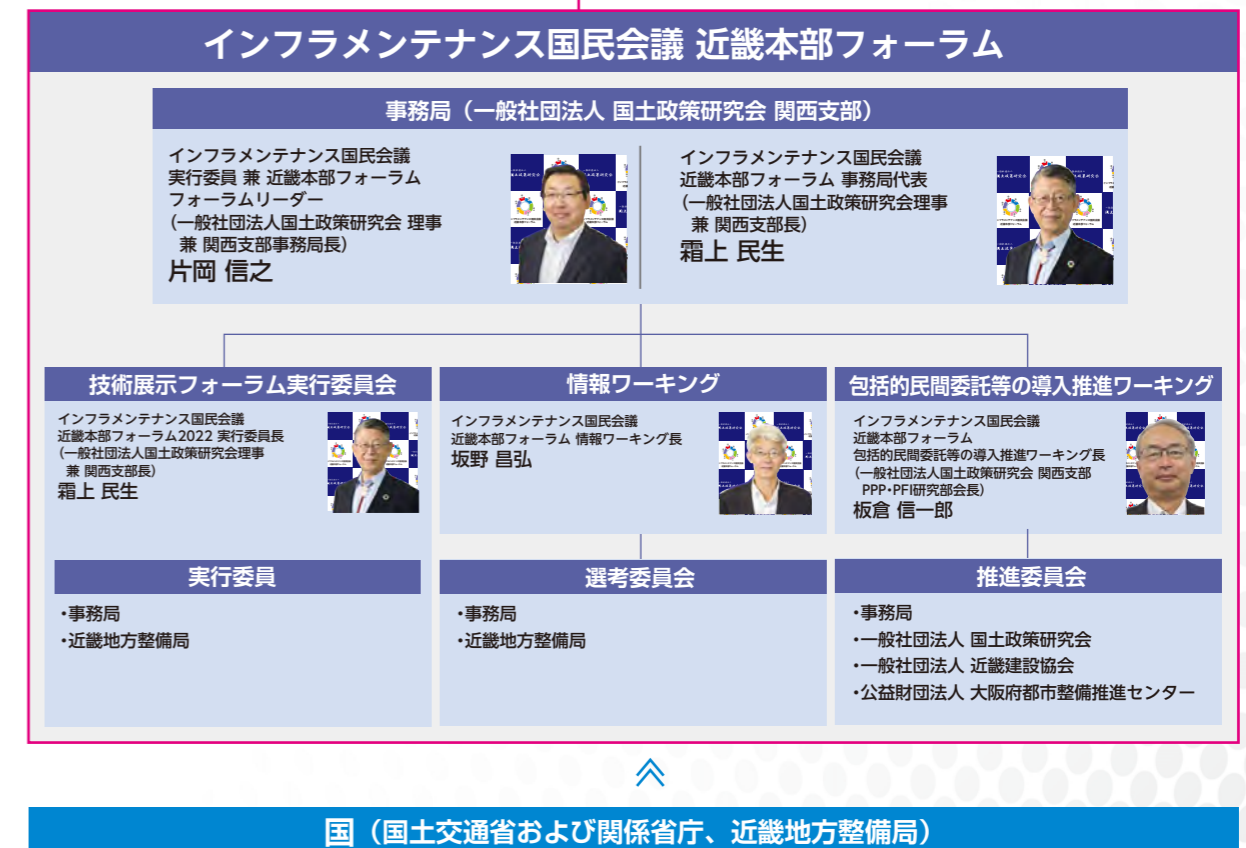 インフラメンテナンス国民会議 近畿本部フォーラム
事務局（一般社団法人 国土政策研究会 関西支部）
インフラメンテナンス国民会議
実行委員 兼 近畿本部フォーラム
フォーラムリーダー
（一般社団法人国土政策研究会 理事
兼 関西支部事務局長）
片岡 信之
インフラメンテナンス国民会議
近畿本部フォーラム 事務局代表
（一般社団法人国土政策研究会理事
兼 関西支部長）
霜上 民生
技術展示フォーラム実行委員会
インフラメンテナンス国民会議
近畿本部フォーラム2022 実行委員長
（一般社団法人国土政策研究会理事
兼 関西支部長）
霜上 民生
実行委員
・事務局
・近畿地方整備局
情報ワーキング
インフラメンテナンス国民会議
近畿本部フォーラム 情報ワーキング長
坂野 昌弘
選考委員会
・事務局
・近畿地方整備局
包括的民間委託等の導入推進ワーキング
インフラメンテナンス国民会議
近畿本部フォーラム
包括的民間委託等の導入推進ワーキング長
（一般社団法人国土政策研究会 関西支部
PPP・PFI研究部会長）
板倉 信一郎
推進委員会
・事務局
・一般社団法人 国土政策研究会
・一般社団法人 近畿建設協会
・公益財団法人 大阪府都市整備推進センター
国（国土交通省および関係省庁、近畿地方整備局）